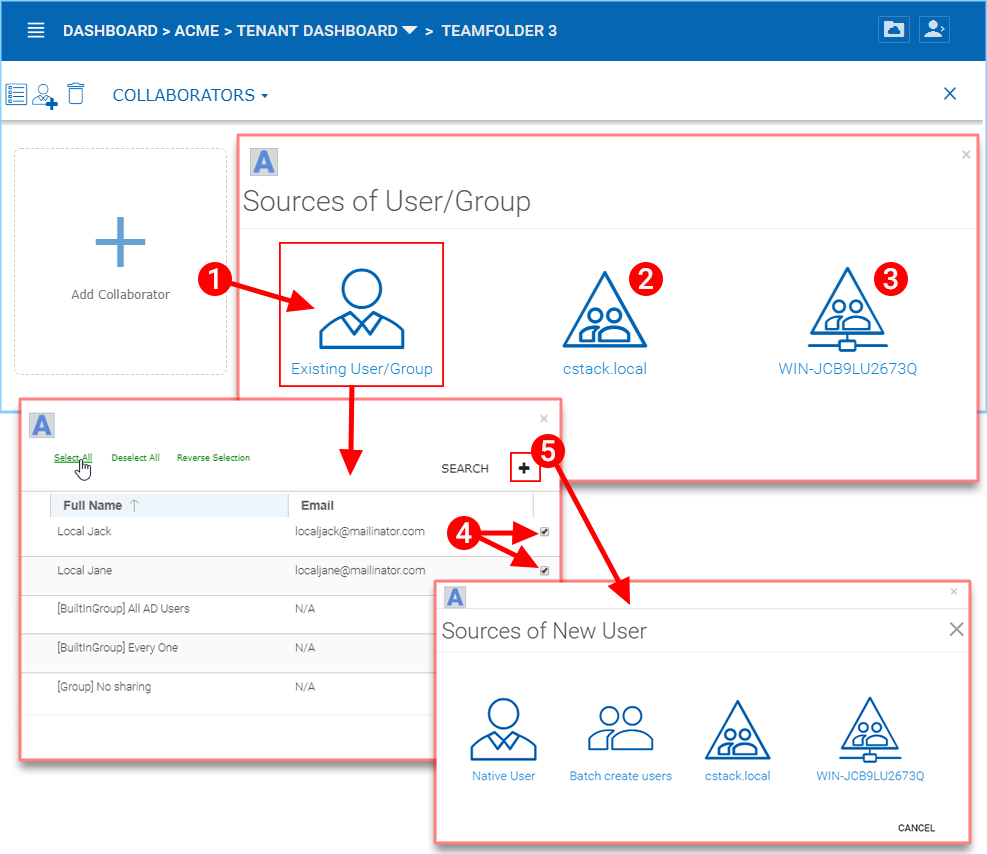 DASHBOARD > ACME > TENANT DASHBOARD > TEAMFOLDER 3
COLLABORATORS
Add Collaborator
A
Sources of User/Group
1
2
3
Existing User/Group
cstack.local
WIN-JCB9LU2673Q
A
Select All Deselect All Reverse Selection
SEARCH
5
Full Name Email
Local Jack localjack@mailinator.com
4
Local Jane localjane@mailinator.com
[BuiltInGroup] All AD Users N/A
[BuiltInGroup] Every One N/A
[Group] No sharing N/A
A
Sources of New User
Native User Batch create users cstack.local WIN-JCB9LU2673Q
CANCEL